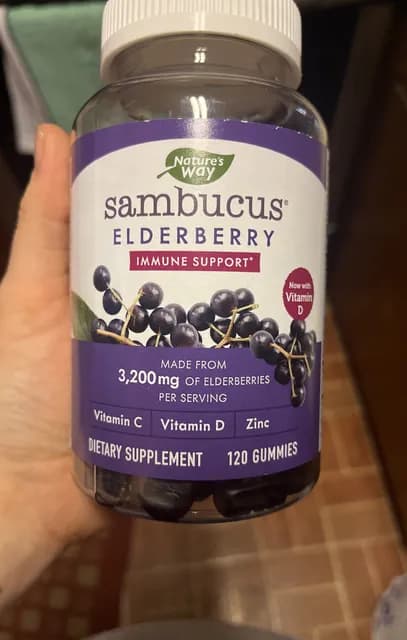 Nature's
Way
sambucus®
ELDERBERRY
IMMUNE SUPPORT*
Now with
Vitamin
D
MADE FROM
3,200mg OF ELDERBERRIES
PER SERVING
Vitamin C Vitamin D Zinc
DIETARY SUPPLEMENT 120 GUMMIES